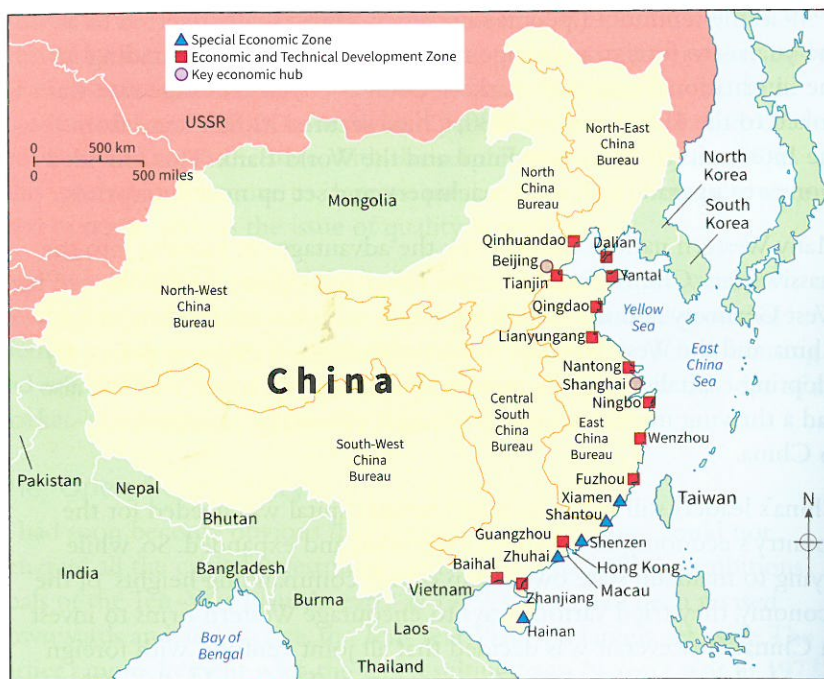 Special Economic Zone
Economic and Technical Development Zone
Key economic hub
USSR
0 500 km
0 500 miles
Mongolia
North-East
China
Bureau
North
China
Bureau
North
Korea
South
Korea
Qinhuandao
Dalian
Beijing
Tianjin
Yantal
North-West
China
Bureau
Qingdao
Yellow
Sea
Lianyungang
East
China
Sea
China
Nantong
Shanghai
Ningbo
Central
South
China
Bureau
East
China
Bureau
South-West
China
Bureau
Wenzhou
Pakistan
Nepal
Fuzhou
Xiamen
Taiwan
Shantou
N
Bhutan
Guangzhou
Shenzen
Zhuhai
Hong Kong
Macau
India
Bangladesh
Baihal
Vietnam
Zhanjiang
Burma
Laos
Hainan
Bay of
Bengal
Thailand